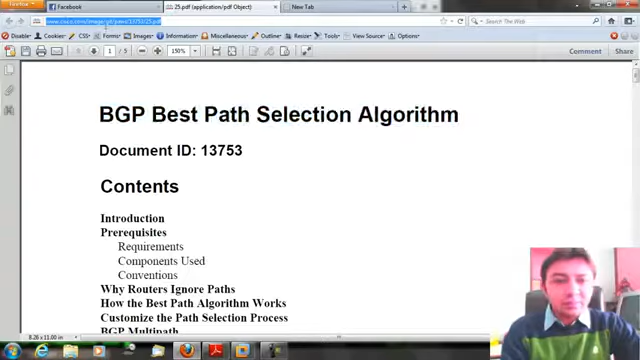 Firefox
Facebook
25.pdf (application/pdf Object)
New Tab
www.cisco.com/image/gif/paws/13753/25.pdf
Google
Disable
Cookies
CSS
Forms
Images
Information
Miscellaneous
Outline
Resize
Tools
1 / 5
150%
Comment
Share
BGP Best Path Selection Algorithm
Document ID: 13753
Contents
Introduction
Prerequisites
Requirements
Components Used
Conventions
Why Routers Ignore Paths
How the Best Path Algorithm Works
Customize the Path Selection Process
BGP Multipath
8.26 x 11.00 in